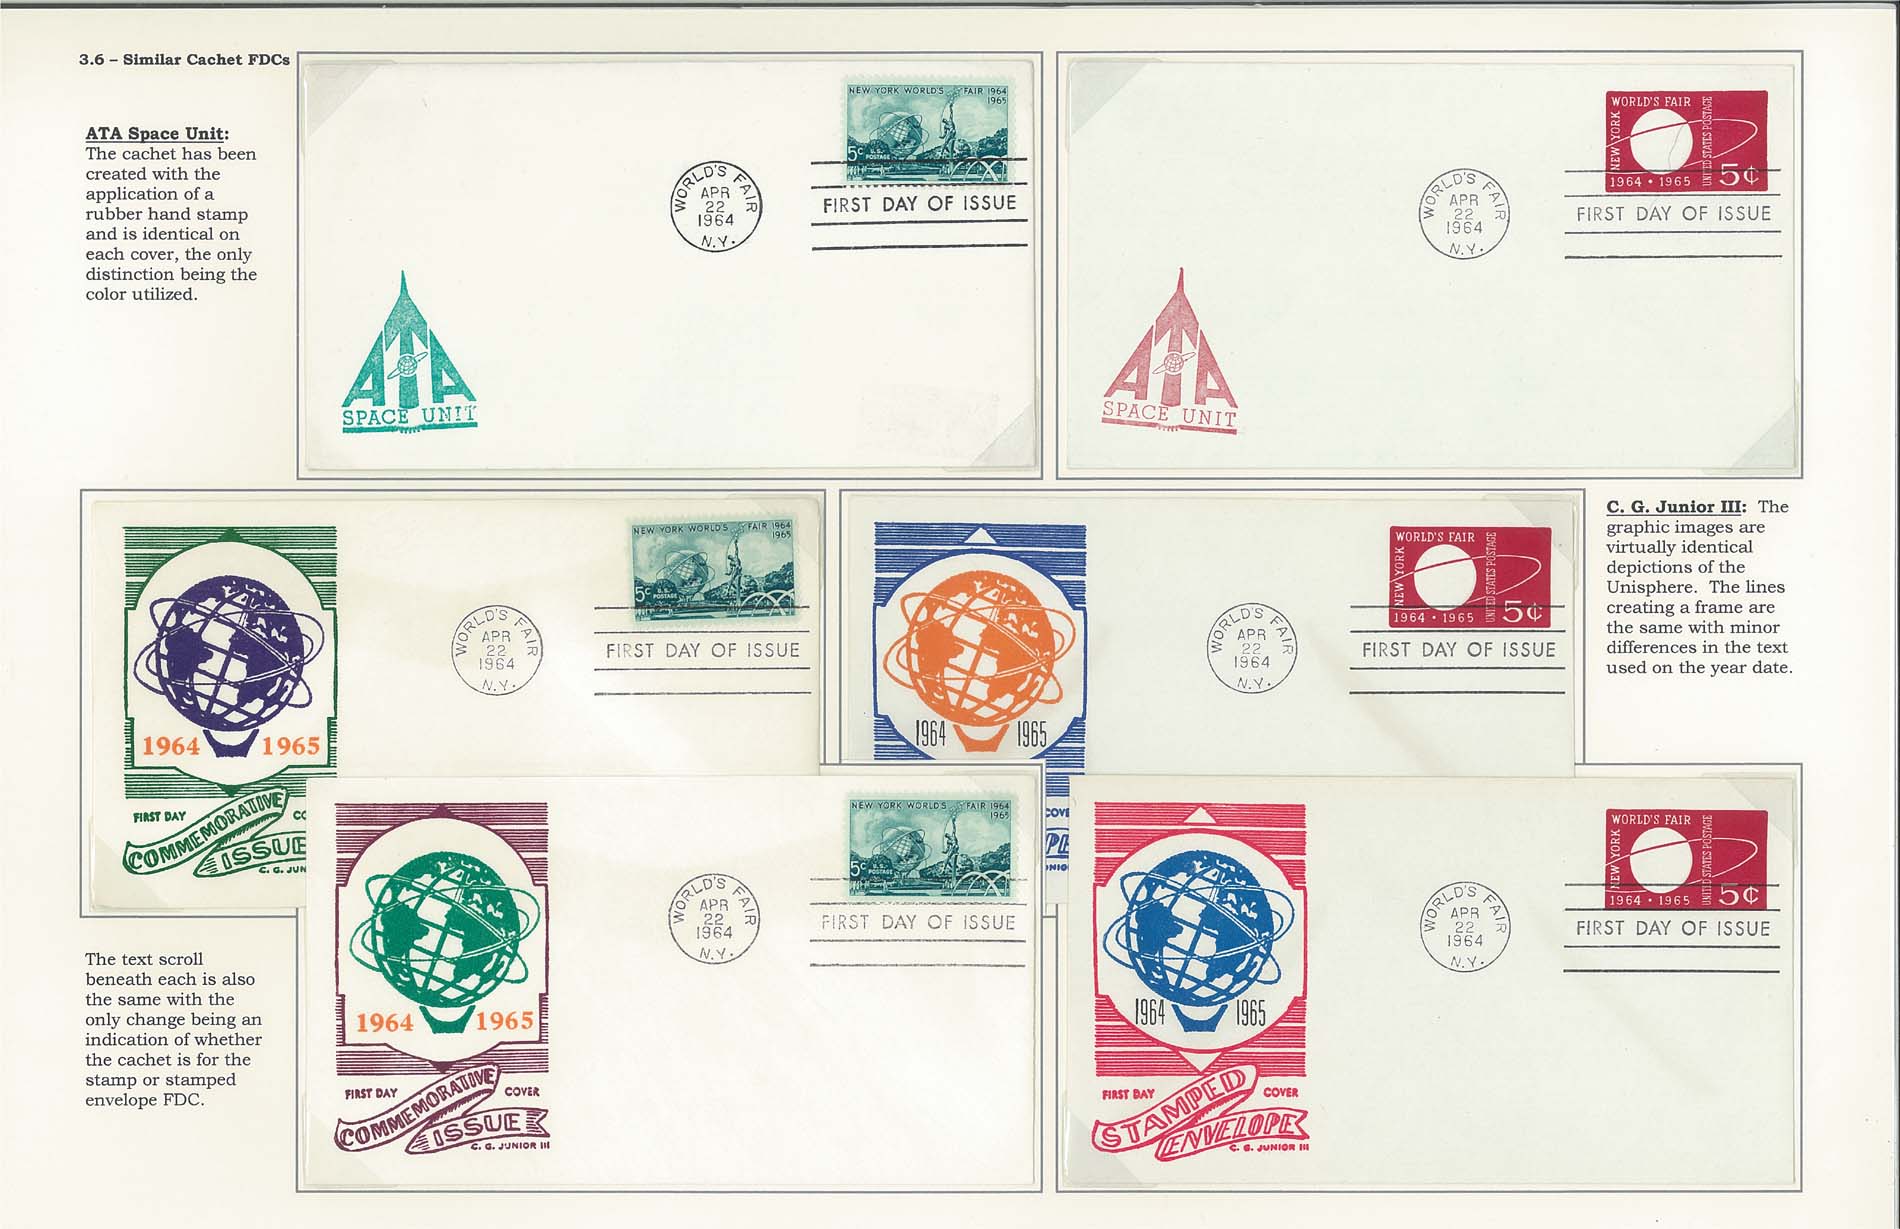 3.6 – Similar Cachet FDCs
ATA Space Unit:
The cachet has been
created with the
application of a
rubber hand stamp
and is identical on
each cover, the only
distinction being the
color utilized.
NEW YORK WORLD'S FAIR 1964
1965
5c U.S. POSTAGE
WORLD'S FAIR
APR
22
1964
N.Y.
FIRST DAY OF ISSUE
ATA
SPACE UNIT
NEW YORK WORLD'S FAIR
UNITED STATES POSTAGE
1964 • 1965 5¢
WORLD'S FAIR
APR
22
1964
N.Y.
FIRST DAY OF ISSUE
ATA
SPACE UNIT
NEW YORK WORLD'S FAIR 1964
1965
5c U.S. POSTAGE
WORLD'S FAIR
APR
22
1964
N.Y.
FIRST DAY OF ISSUE
1964 1965
FIRST DAY CO
COMMEMORATIVE
ISSUE
C. G. JUN
NEW YORK WORLD'S FAIR
UNITED STATES POSTAGE
1964 • 1965 5¢
WORLD'S FAIR
APR
22
1964
N.Y.
FIRST DAY OF ISSUE
1964 1965
COVE
PE
NIO
C. G. Junior III: The
graphic images are
virtually identical
depictions of the
Unisphere. The lines
creating a frame are
the same with minor
differences in the text
used on the year date.
The text scroll
beneath each is also
the same with the
only change being an
indication of whether
the cachet is for the
stamp or stamped
envelope FDC.
NEW YORK WORLD'S FAIR 1964
1965
5c U.S. POSTAGE
WORLD'S FAIR
APR
22
1964
N.Y.
FIRST DAY OF ISSUE
1964 1965
FIRST DAY COVER
COMMEMORATIVE
ISSUE
C. G. JUNIOR III
NEW YORK WORLD'S FAIR
UNITED STATES POSTAGE
1964 • 1965 5¢
WORLD'S FAIR
APR
22
1964
N.Y.
FIRST DAY OF ISSUE
1964 1965
FIRST DAY COVER
STAMPED
ENVELOPE
C. G. JUNIOR III